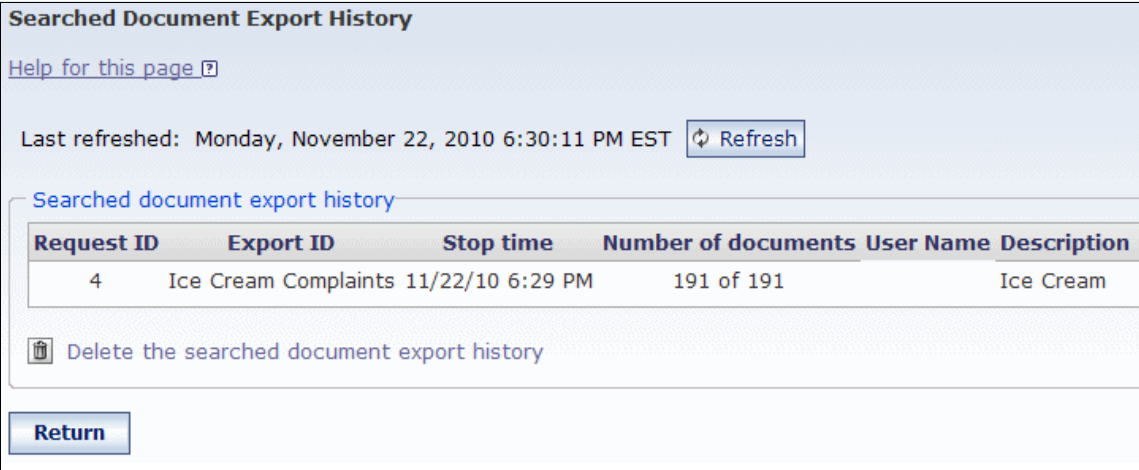 Searched Document Export History
Help for this page ?
Last refreshed: Monday, November 22, 2010 6:30:11 PM EST Refresh
Searched document export history
Request ID Export ID Stop time Number of documents User Name Description
4 Ice Cream Complaints 11/22/10 6:29 PM 191 of 191 Ice Cream
Delete the searched document export history
Return